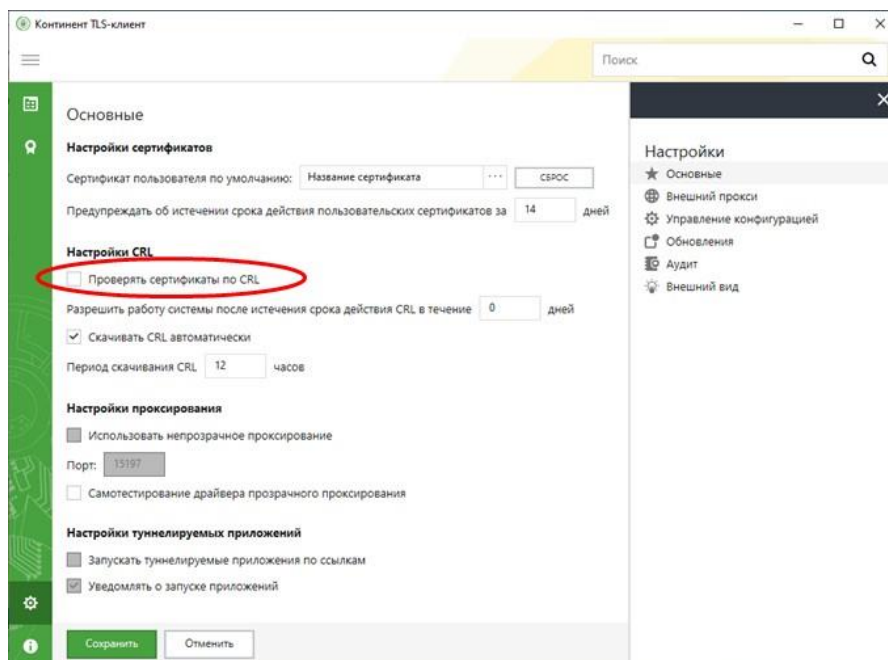 Континент TLS-клиент
Поиск
Основные
Настройки сертификатов
Сертификат пользователя по умолчанию: Название сертификата ... СБРОС
Предупреждать об истечении срока действия пользовательских сертификатов за 14 дней
Настройки CRL
Проверять сертификаты по CRL
Разрешить работу системы после истечения срока действия CRL в течение 0 дней
Скачивать CRL автоматически
Период скачивания CRL 12 часов
Настройки проксирования
Использовать непрозрачное проксирование
Порт: 15197
Самотестирование драйвера прозрачного проксирования
Настройки туннелируемых приложений
Запускать туннелируемые приложения по ссылкам
Уведомлять о запуске приложений
Сохранить Отменить
Настройки
Основные
Внешний прокси
Управление конфигурацией
Обновления
Аудит
Внешний вид